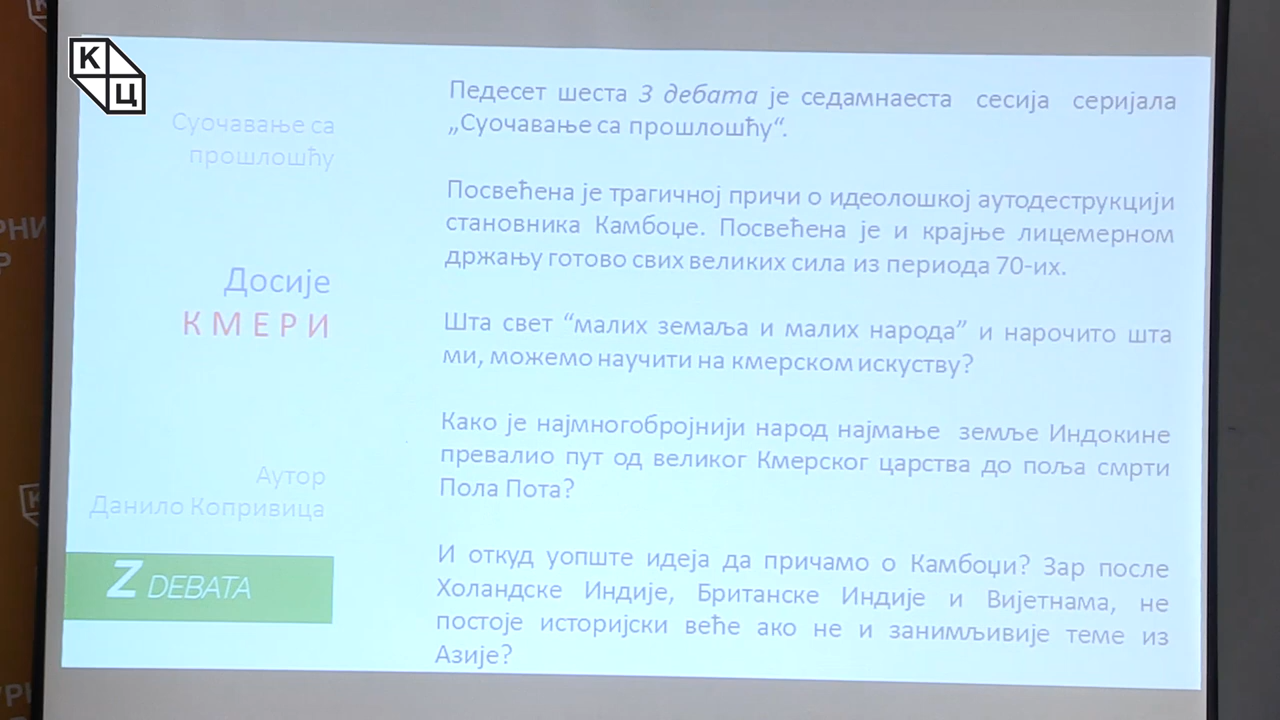 К
Ц
Суочавање са
прошлошћу
Досије
КМЕРИ
Аутор
Данило Копривица
Z DEBATA
Педесет шеста З дебата је седамнаеста сесија серијала
„Суочавање са прошлошћу“.
Посвећена је трагичној причи о идеолошкој аутодеструкцији
становника Камбоџе. Посвећена је и крајње лицемерном
држању готово свих великих сила из периода 70-их.
Шта свет “малих земаља и малих народа” и нарочито шта
ми, можемо научити на кмерском искуству?
Како је најмногобројнији народ најмање земље Индокине
превалио пут од великог Кмерског царства до поља смрти
Пола Пота?
И откуд уопште идеја да причамо о Камбоџи? Зар после
Холандске Индије, Британске Индије и Вијетнама, не
постоје историјски веће ако не и занимљивије теме из
Азије?